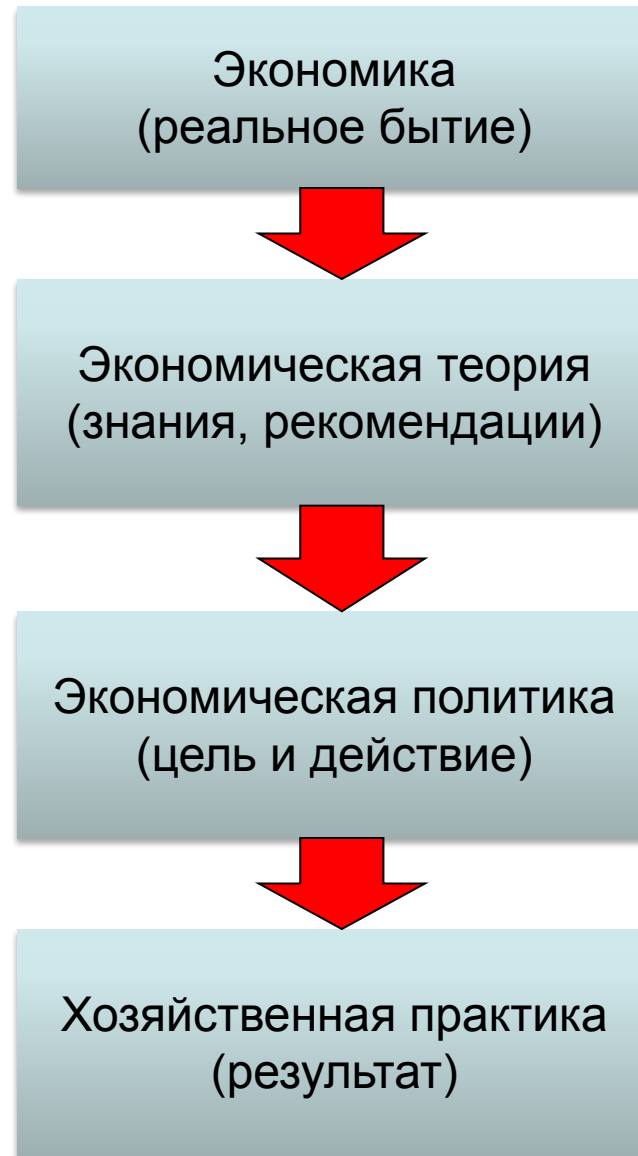 Экономика
(реальное бытие)
Экономическая теория
(знания, рекомендации)
Экономическая политика
(цель и действие)
Хозяйственная практика
(результат)